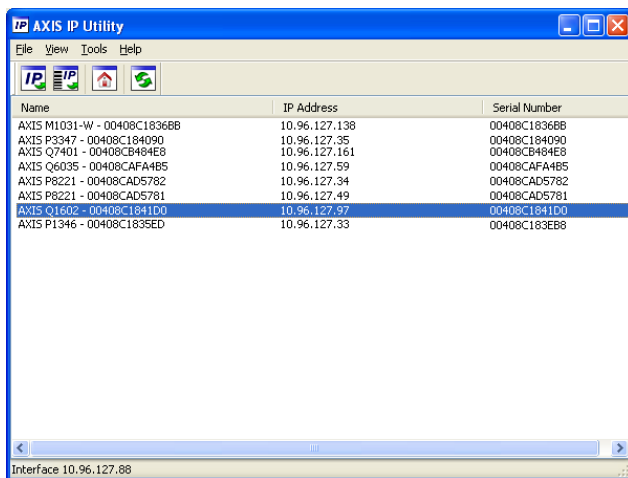 IP AXIS IP Utility
File View Tools Help
IP IP
Name IP Address Serial Number
AXIS M1031-W - 00408C1836BB 10.96.127.138 00408C1836BB
AXIS P3347 - 00408C184090 10.96.127.35 00408C184090
AXIS Q7401 - 00408CB484E8 10.96.127.161 00408CB484E8
AXIS Q6035 - 00408CAFA4B5 10.96.127.59 00408CAFA4B5
AXIS P8221 - 00408CAD5782 10.96.127.34 00408CAD5782
AXIS P8221 - 00408CAD5781 10.96.127.49 00408CAD5781
AXIS Q1602 - 00408C1841D0 10.96.127.97 00408C1841D0
AXIS P1346 - 00408C1835ED 10.96.127.33 00408C183EB8
Interface 10.96.127.88